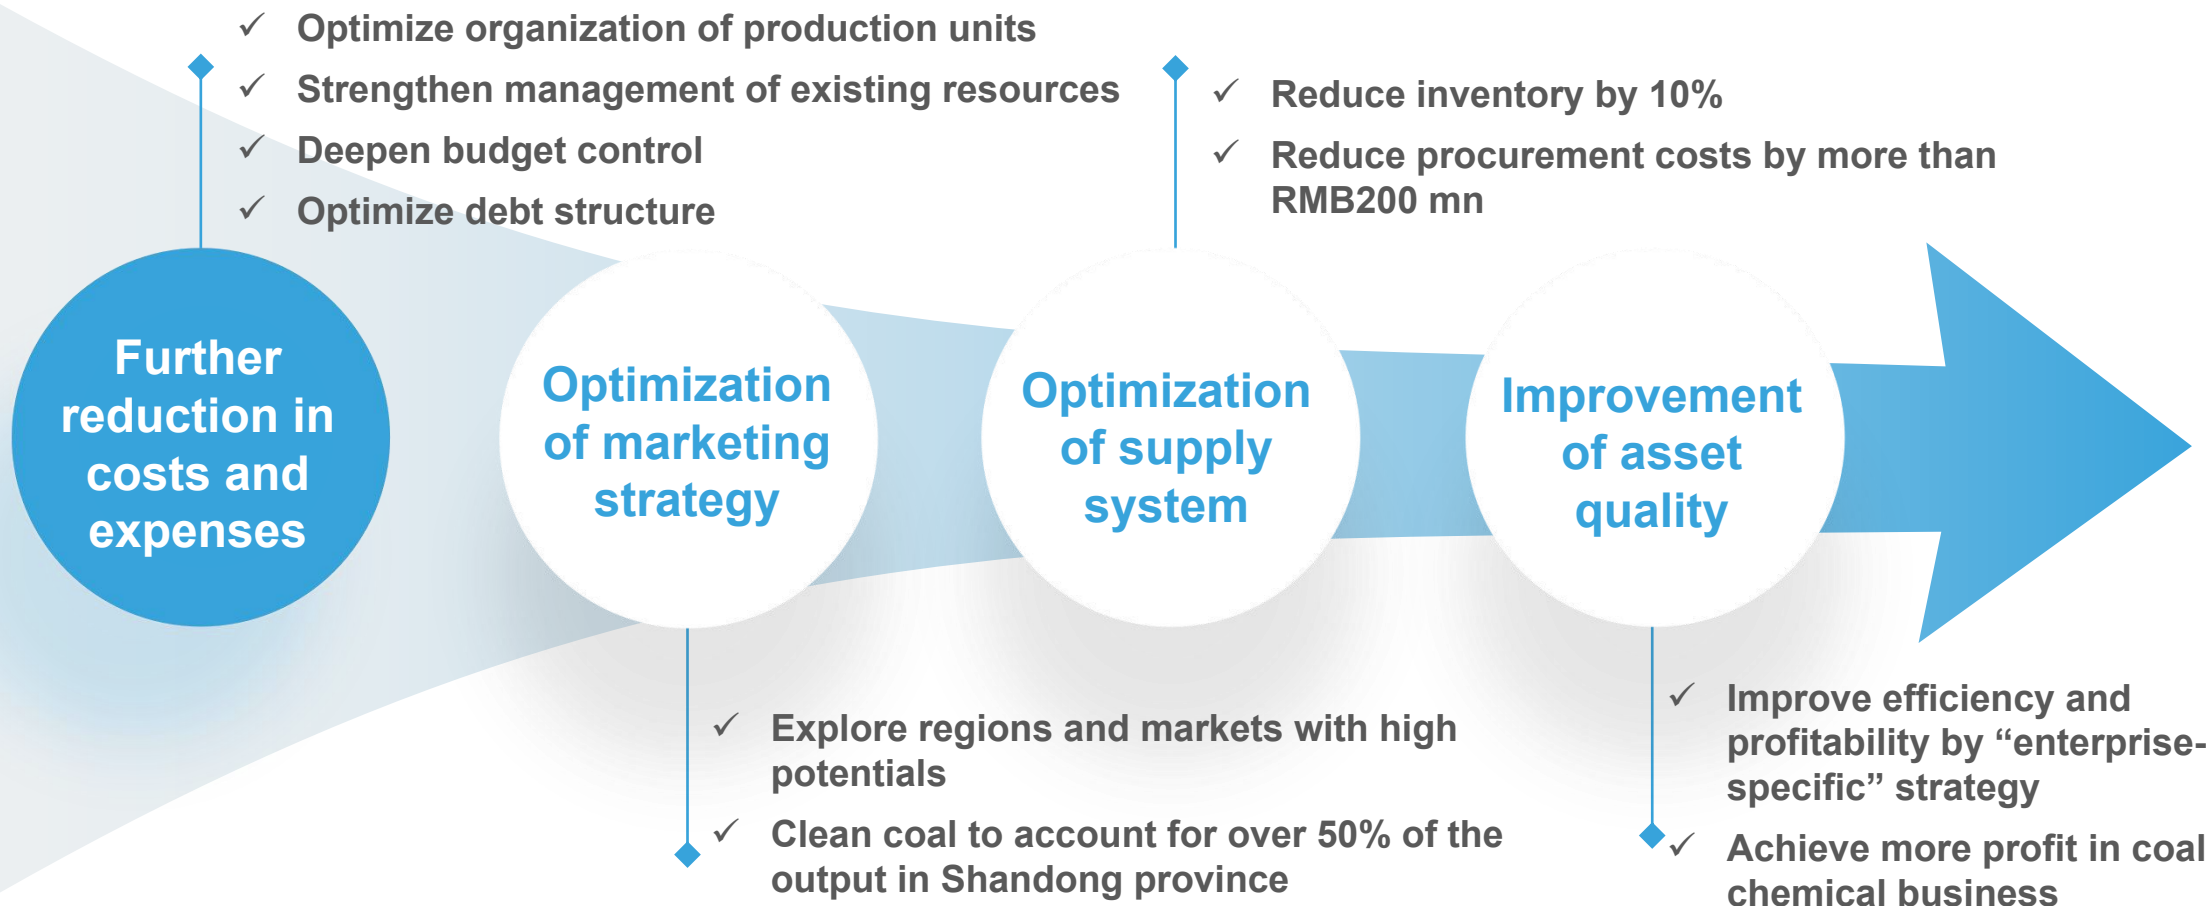 Optimize organization of production units
Strengthen management of existing resources
Deepen budget control
Optimize debt structure
Reduce inventory by 10%
Reduce procurement costs by more than
RMB200 mn
Further
reduction in
costs and
expenses
Optimization
of marketing
strategy
Optimization
of supply
system
Improvement
of asset
quality
Explore regions and markets with high
potentials
Clean coal to account for over 50% of the
output in Shandong province
Improve efficiency and
profitability by “enterprise-
specific” strategy
Achieve more profit in coal
chemical business